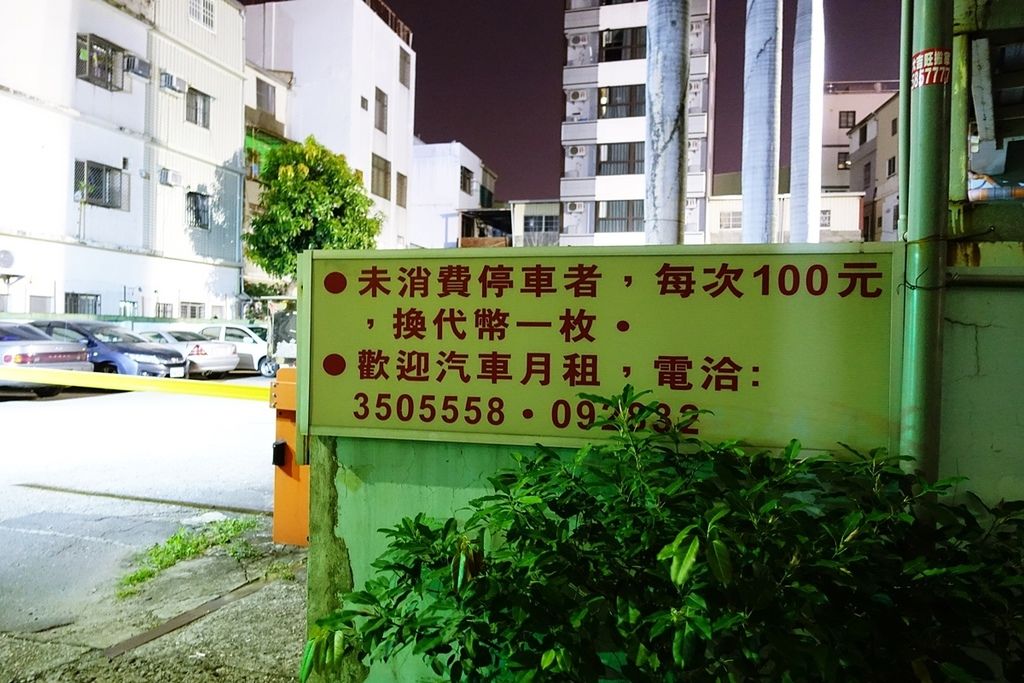 ●未消費停車者，每次100元
，換代幣一枚。
●歡迎汽車月租，電洽:
3505558·092